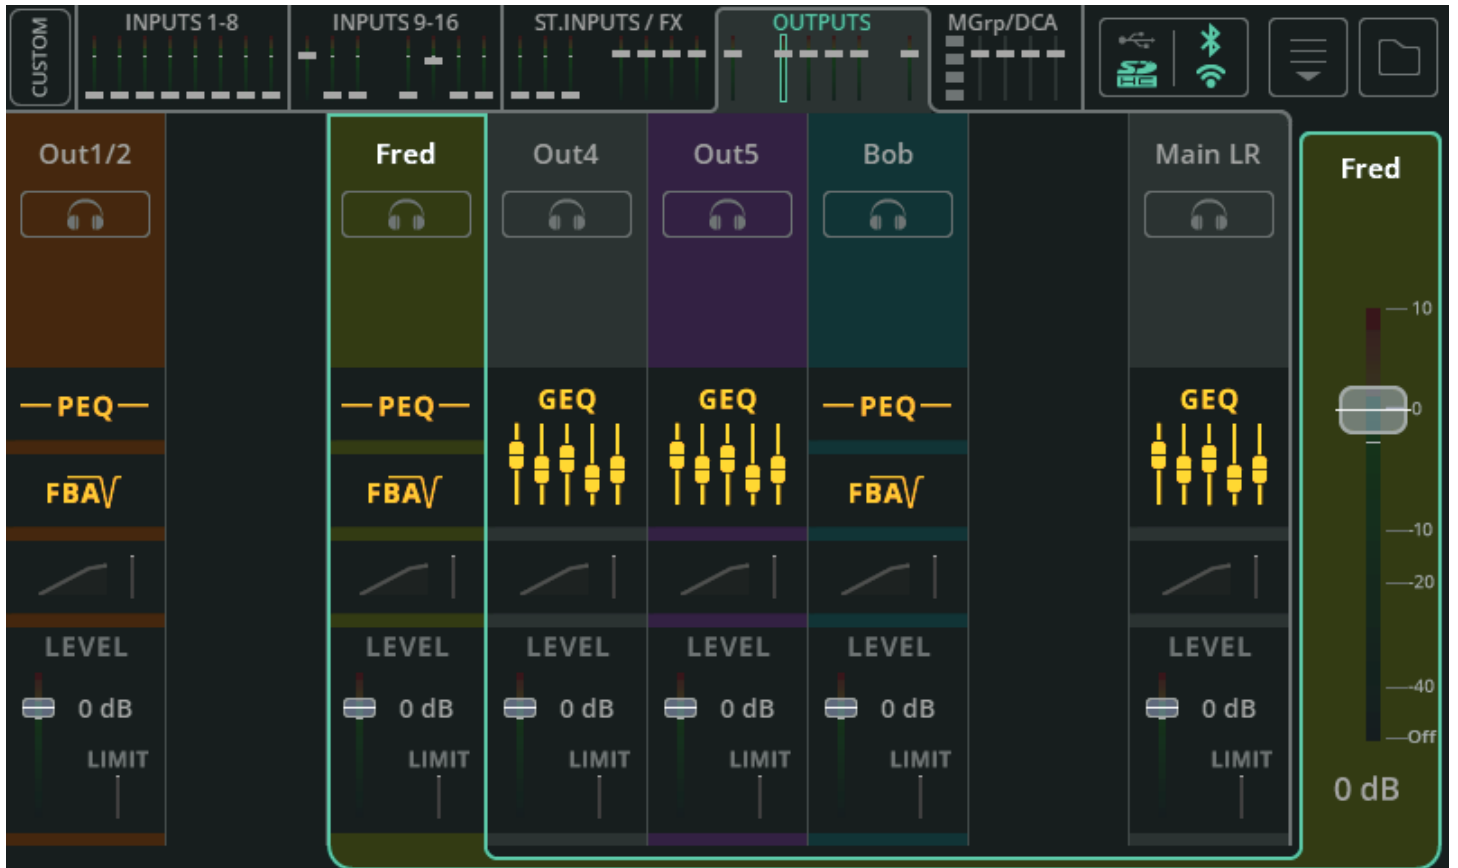 CUSTOM
INPUTS 1-8
INPUTS 9-16
ST.INPUTS / FX
OUTPUTS
MGrp/DCA
SD
HC
Out1/2
Fred
Out4
Out5
Bob
Main LR
Fred
PEQ
PEQ
GEQ
GEQ
PEQ
GEQ
FBA
FBA
FBA
LEVEL
LEVEL
LEVEL
LEVEL
LEVEL
LEVEL
0 dB
0 dB
0 dB
0 dB
0 dB
0 dB
LIMIT
LIMIT
LIMIT
LIMIT
LIMIT
LIMIT
10
0
-10
-20
-40
Off
0 dB